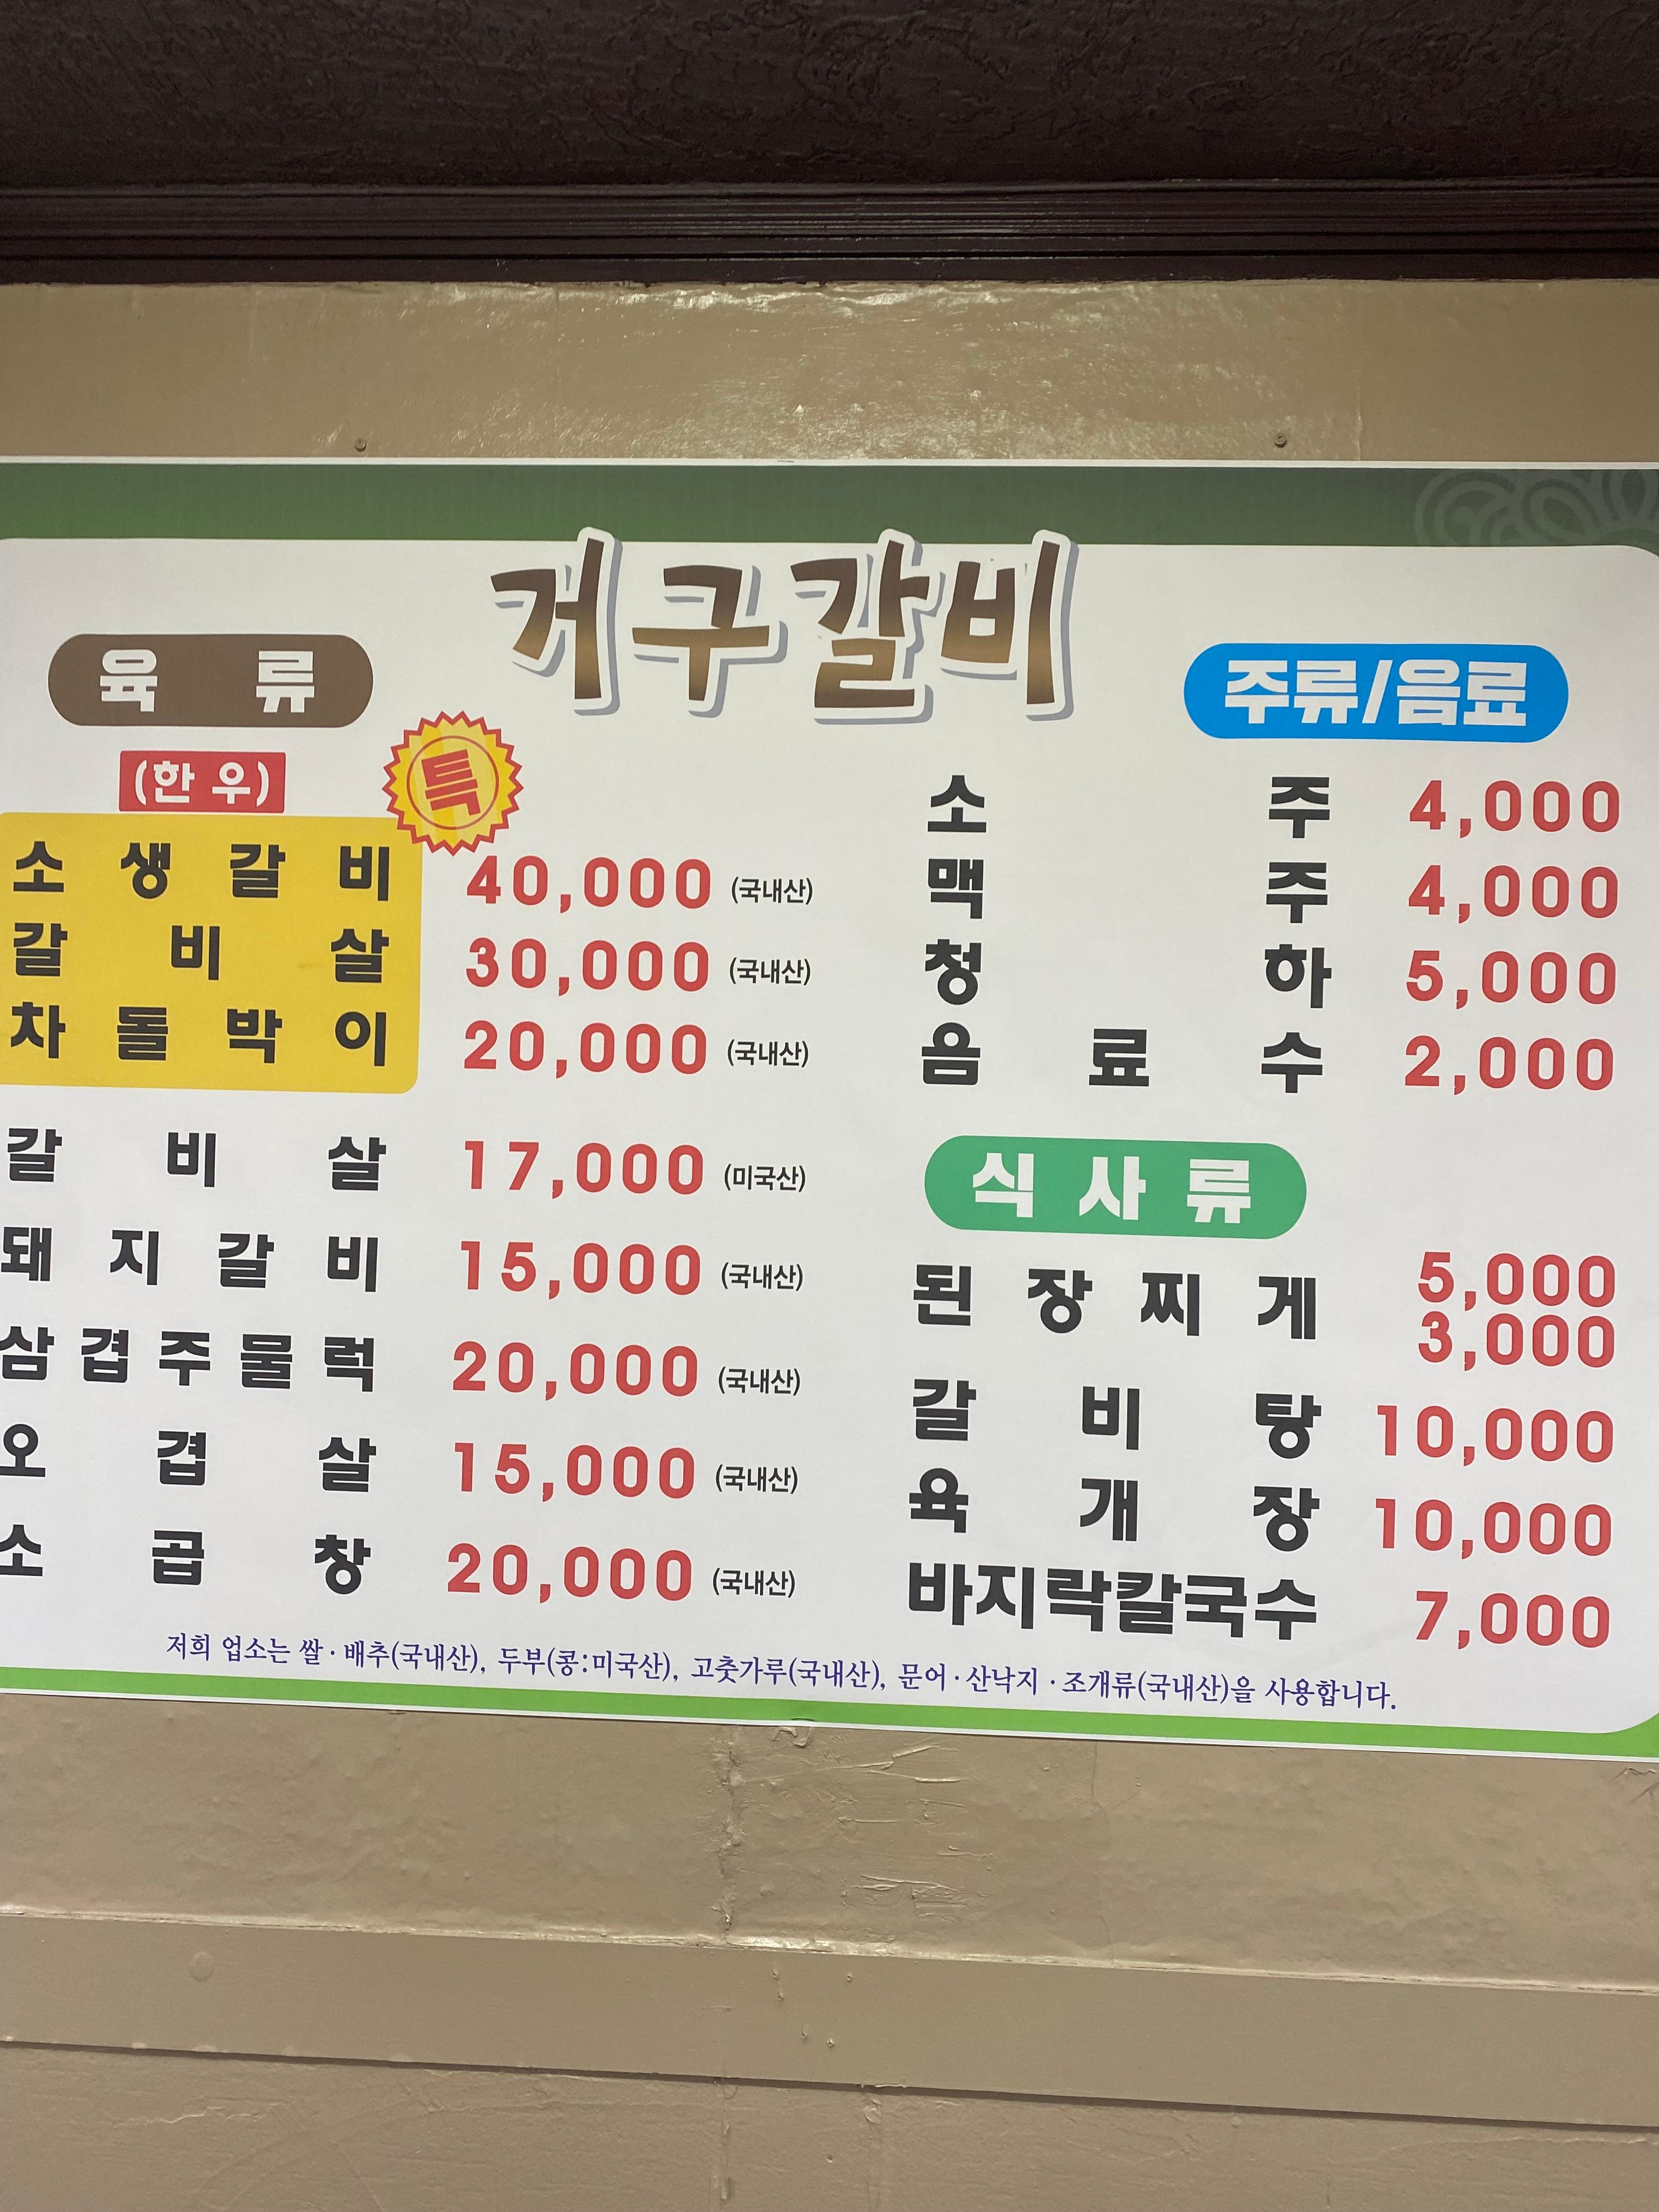 거구갈비
육 류
(한 우)
특
소 생 갈 비 40,000 (국내산)
갈 비 살 30,000 (국내산)
차 돌 박 이 20,000 (국내산)
갈 비 살 17,000 (미국산)
돼 지 갈 비 15,000 (국내산)
삼 겹 주 물 럭 20,000 (국내산)
오 겹 살 15,000 (국내산)
소 곱 창 20,000 (국내산)
주류/음료
소 주 4,000
맥 주 4,000
청 하 5,000
음 료 수 2,000
식 사 류
된 장 찌 게 5,000
3,000
갈 비 탕 10,000
육 개 장 10,000
바지락칼국수 7,000
저희 업소는 쌀·배추(국내산), 두부(콩:미국산), 고춧가루(국내산), 문어·산낙지·조개류(국내산)을 사용합니다.